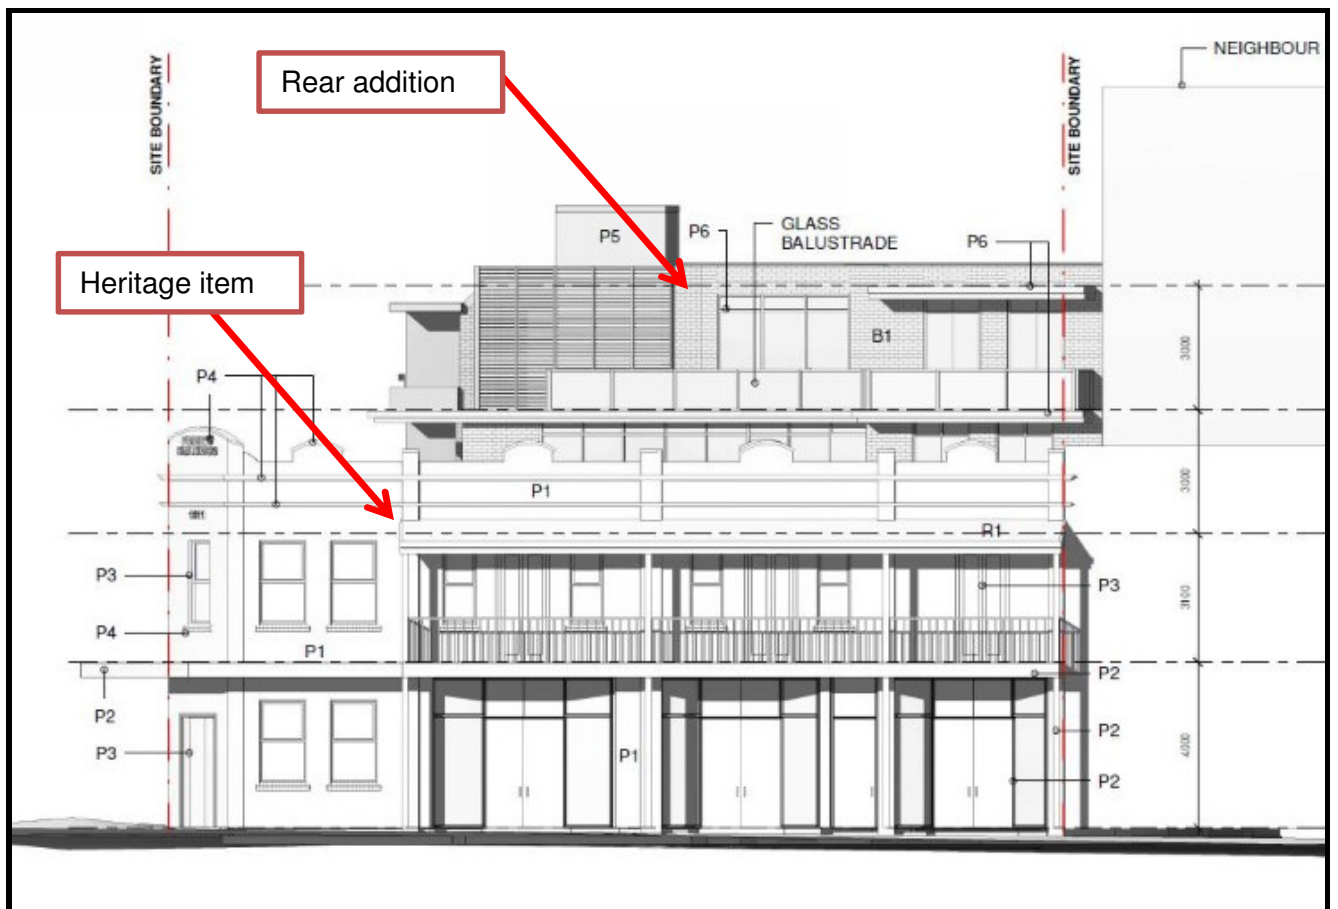 NEIGHBOUR
SITE BOUNDARY
SITE BOUNDARY
Rear addition
P5
P6
GLASS
BALUSTRADE
P6
Heritage item
B1
3000
P4
P1
3000
1911
R1
P3
P3
3100
P4
P1
P2
P2
P3
P1
P2
P2
4000